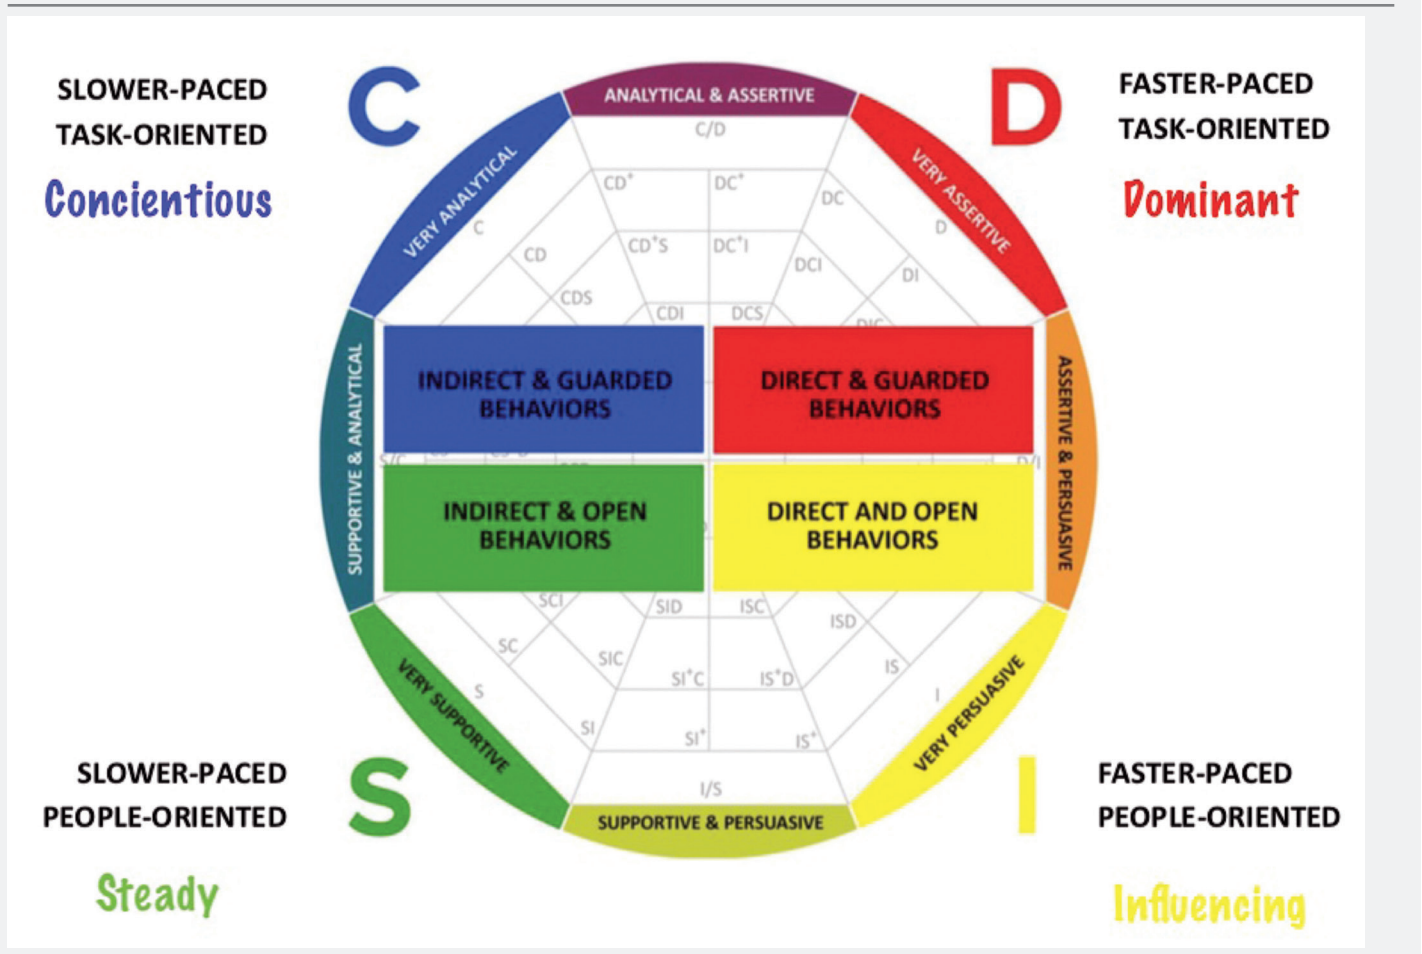 SLOWER-PACED
TASK-ORIENTED
Concientious
C
D
FASTER-PACED
TASK-ORIENTED
Dominant
ANALYTICAL & ASSERTIVE
VERY ANALYTICAL
VERY ASSERTIVE
C/D
CD+
DC+
DC
C
D
CD
CD+S
DC+I
DCI
DI
CDS
CDI
DCS
DIC
SUPPORTIVE & ANALYTICAL
ASSERTIVE & PERSUASIVE
INDIRECT & GUARDED
BEHAVIORS
DIRECT & GUARDED
BEHAVIORS
S/C
D/I
INDIRECT & OPEN
BEHAVIORS
DIRECT AND OPEN
BEHAVIORS
SCI
SID
ISC
ISD
SC
SIC
IS
S
SI+C
IS+D
I
SI
SI+
IS+
I/S
VERY SUPPORTIVE
VERY PERSUASIVE
SUPPORTIVE & PERSUASIVE
SLOWER-PACED
PEOPLE-ORIENTED
Steady
S
I
FASTER-PACED
PEOPLE-ORIENTED
Influencing